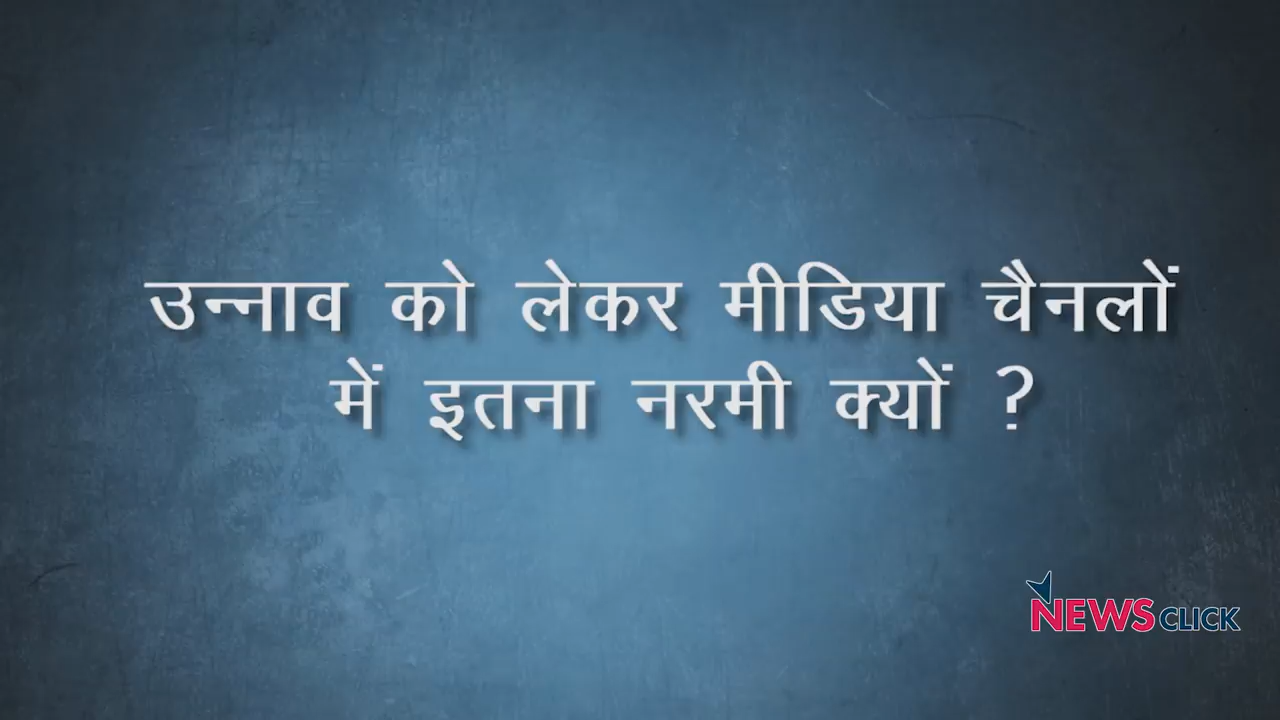 उन्नाव को लेकर मीडिया चैनलों
में इतना नरमी क्यों ?
NEWSCLICK